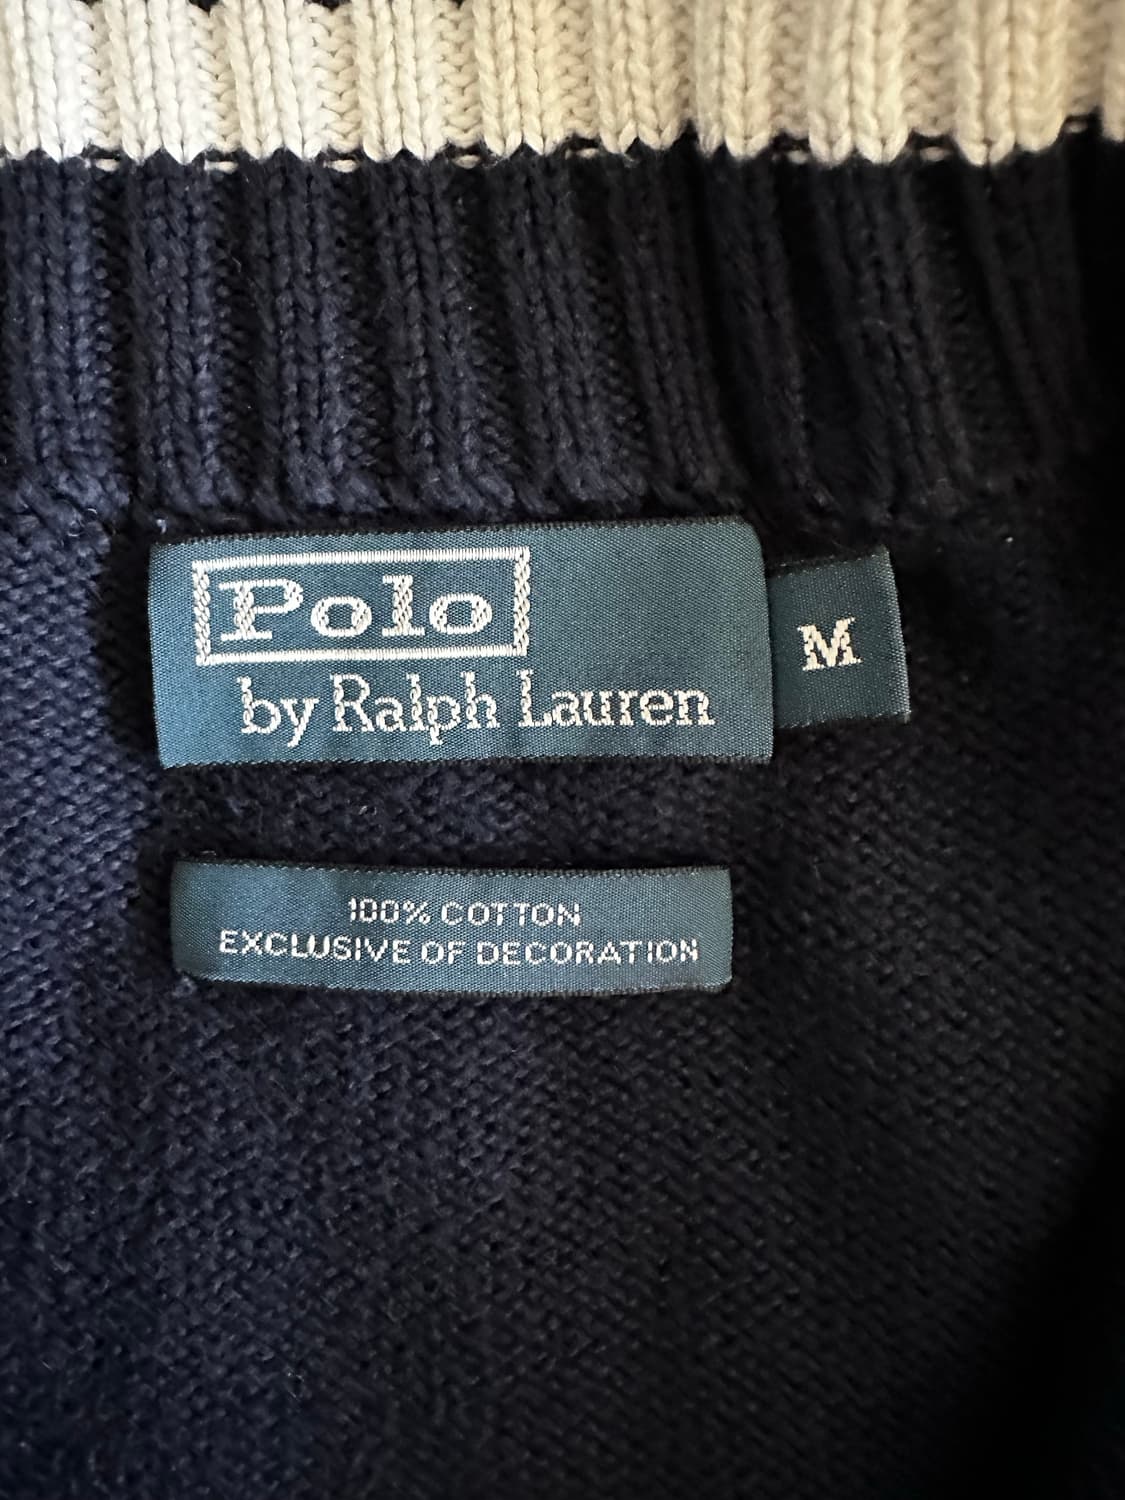 Polo
by Ralph Lauren
M
100% COTTON
EXCLUSIVE OF DECORATION